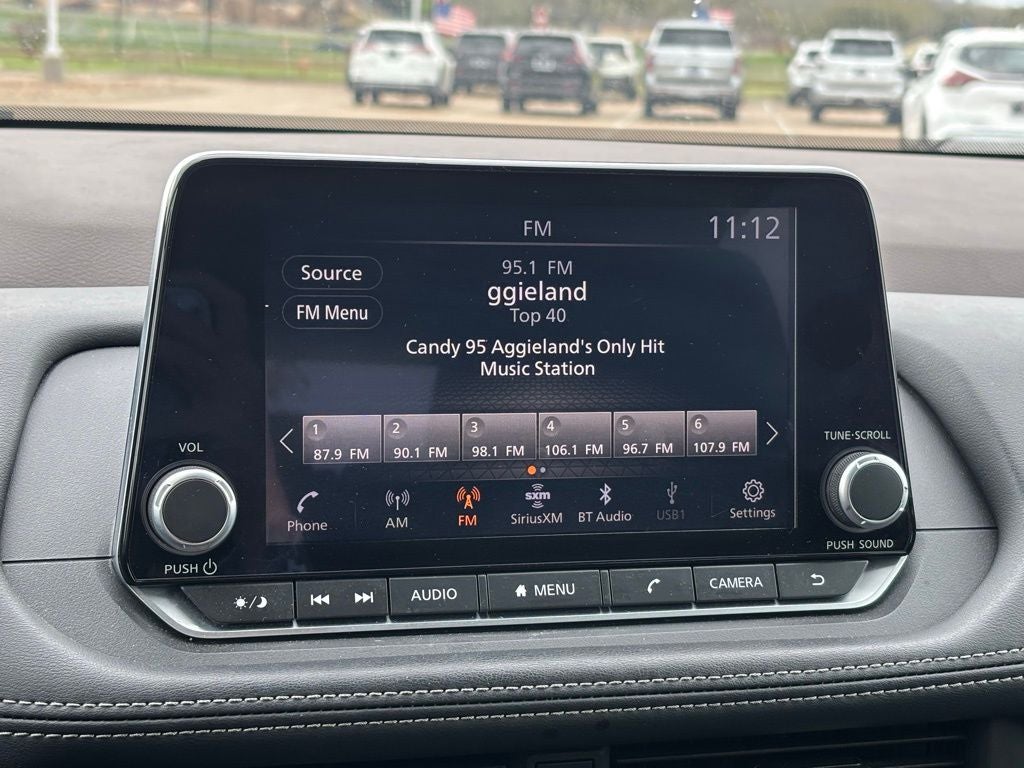 FM
11:12
Source
95.1 FM
ggieland
FM Menu
Top 40
Candy 95 Aggieland's Only Hit
Music Station
1 2 3 4 5 6
87.9 FM 90.1 FM 98.1 FM 106.1 FM 96.7 FM 107.9 FM
Phone AM FM SiriusXM BT Audio USB1 Settings
sxm
VOL
PUSH
TUNE·SCROLL
PUSH SOUND
AUDIO MENU CAMERA